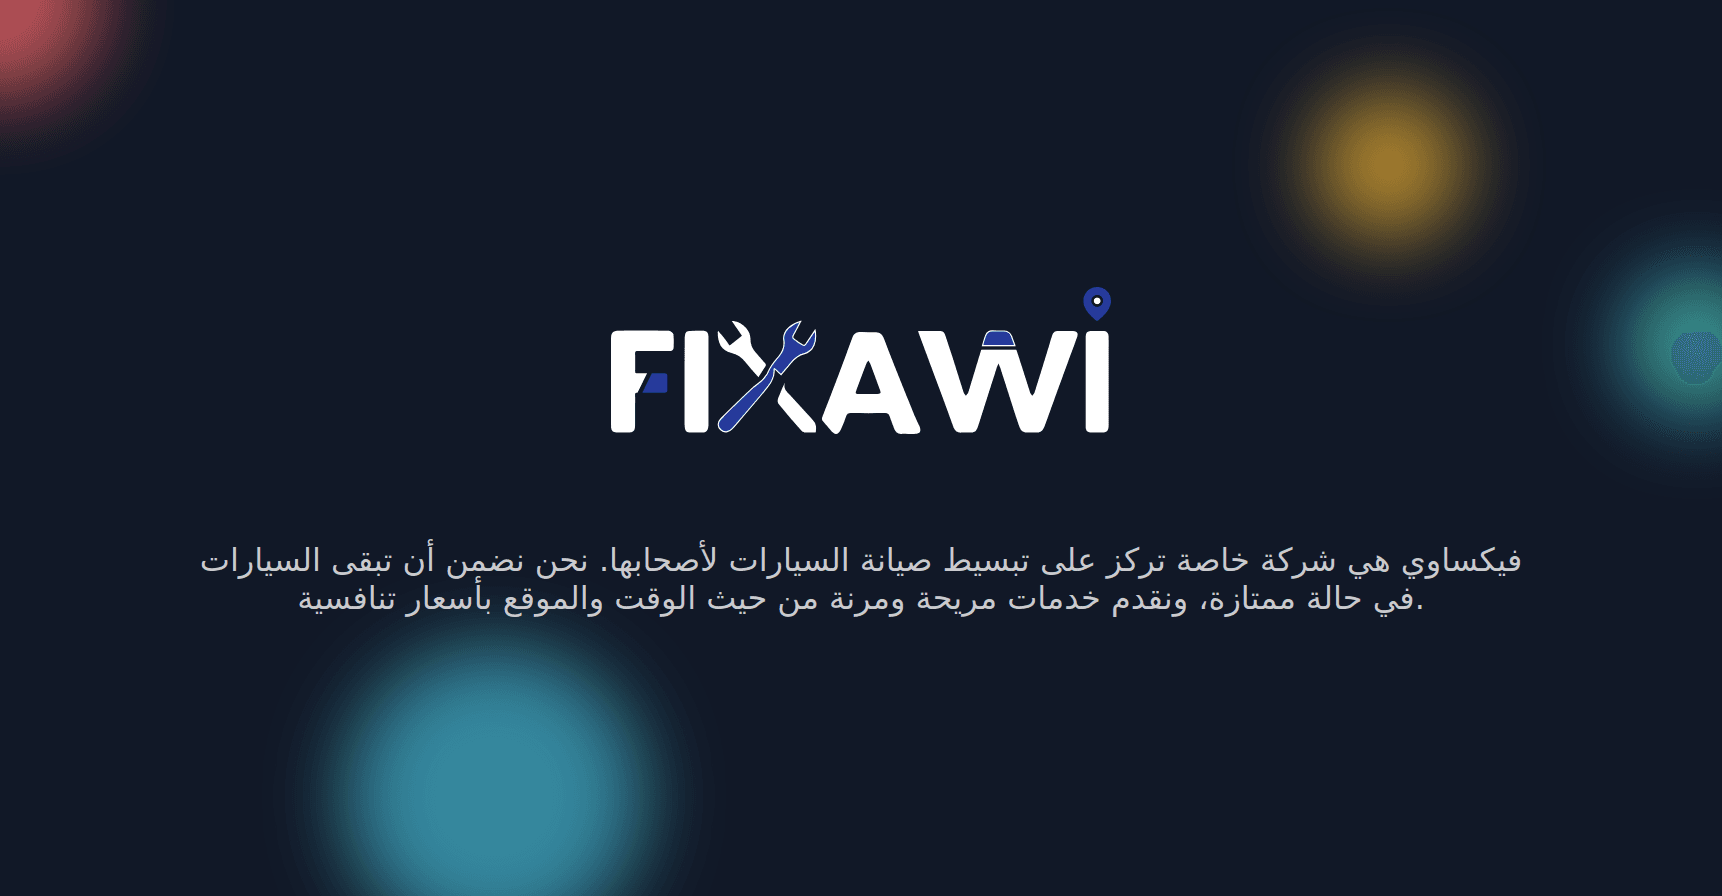 FIXAWI
فيكساوي هي شركة خاصة تركز على تبسيط صيانة السيارات لأصحابها. نحن نضمن أن تبقى السيارات
في حالة ممتازة، ونقدم خدمات مريحة ومرنة من حيث الوقت والموقع بأسعار تنافسية.